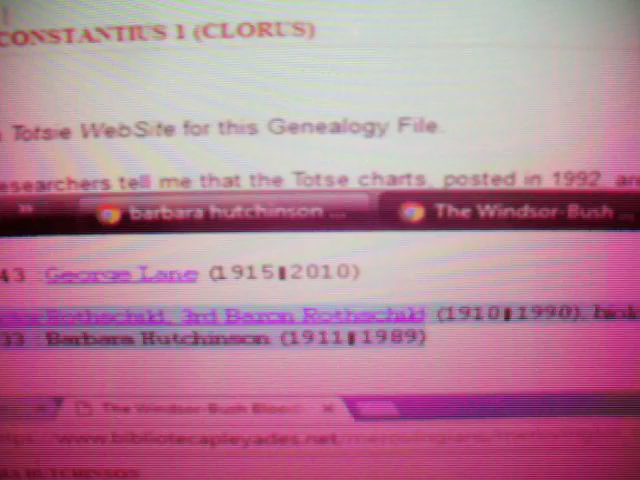 CONSTANTIUS 1 (CLORUS)
Totsie WebSite for this Genealogy File.
esearchers tell me that the Totse charts, posted in 1992, are
» barbara hutchinson ... The Windsor-Bush ...
43 George Lane (1915▮2010)
Rothschild, 3rd Baron Rothschild (1910▮1990),
33 Barbara Hutchinson (1911▮1989)
The Windsor-Bush Blood
www.bibliotecapleyades.net/
HUTCHINSON